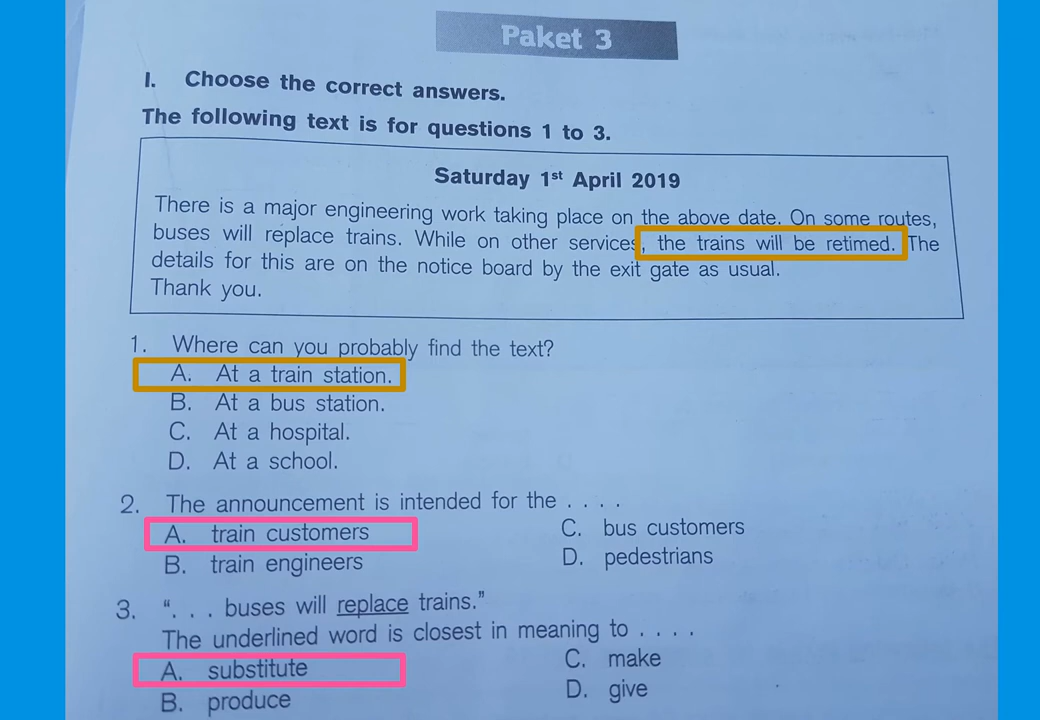 Paket 3
I. Choose the correct answers.
The following text is for questions 1 to 3.
Saturday 1st April 2019
There is a major engineering work taking place on the above date. On some routes,
buses will replace trains. While on other services, the trains will be retimed. The
details for this are on the notice board by the exit gate as usual.
Thank you.
1. Where can you probably find the text?
A. At a train station.
B. At a bus station.
C. At a hospital.
D. At a school.
2. The announcement is intended for the . . . .
A. train customers
B. train engineers
C. bus customers
D. pedestrians
3. “. . . buses will replace trains.”
The underlined word is closest in meaning to . . . .
A. substitute
B. produce
C. make
D. give